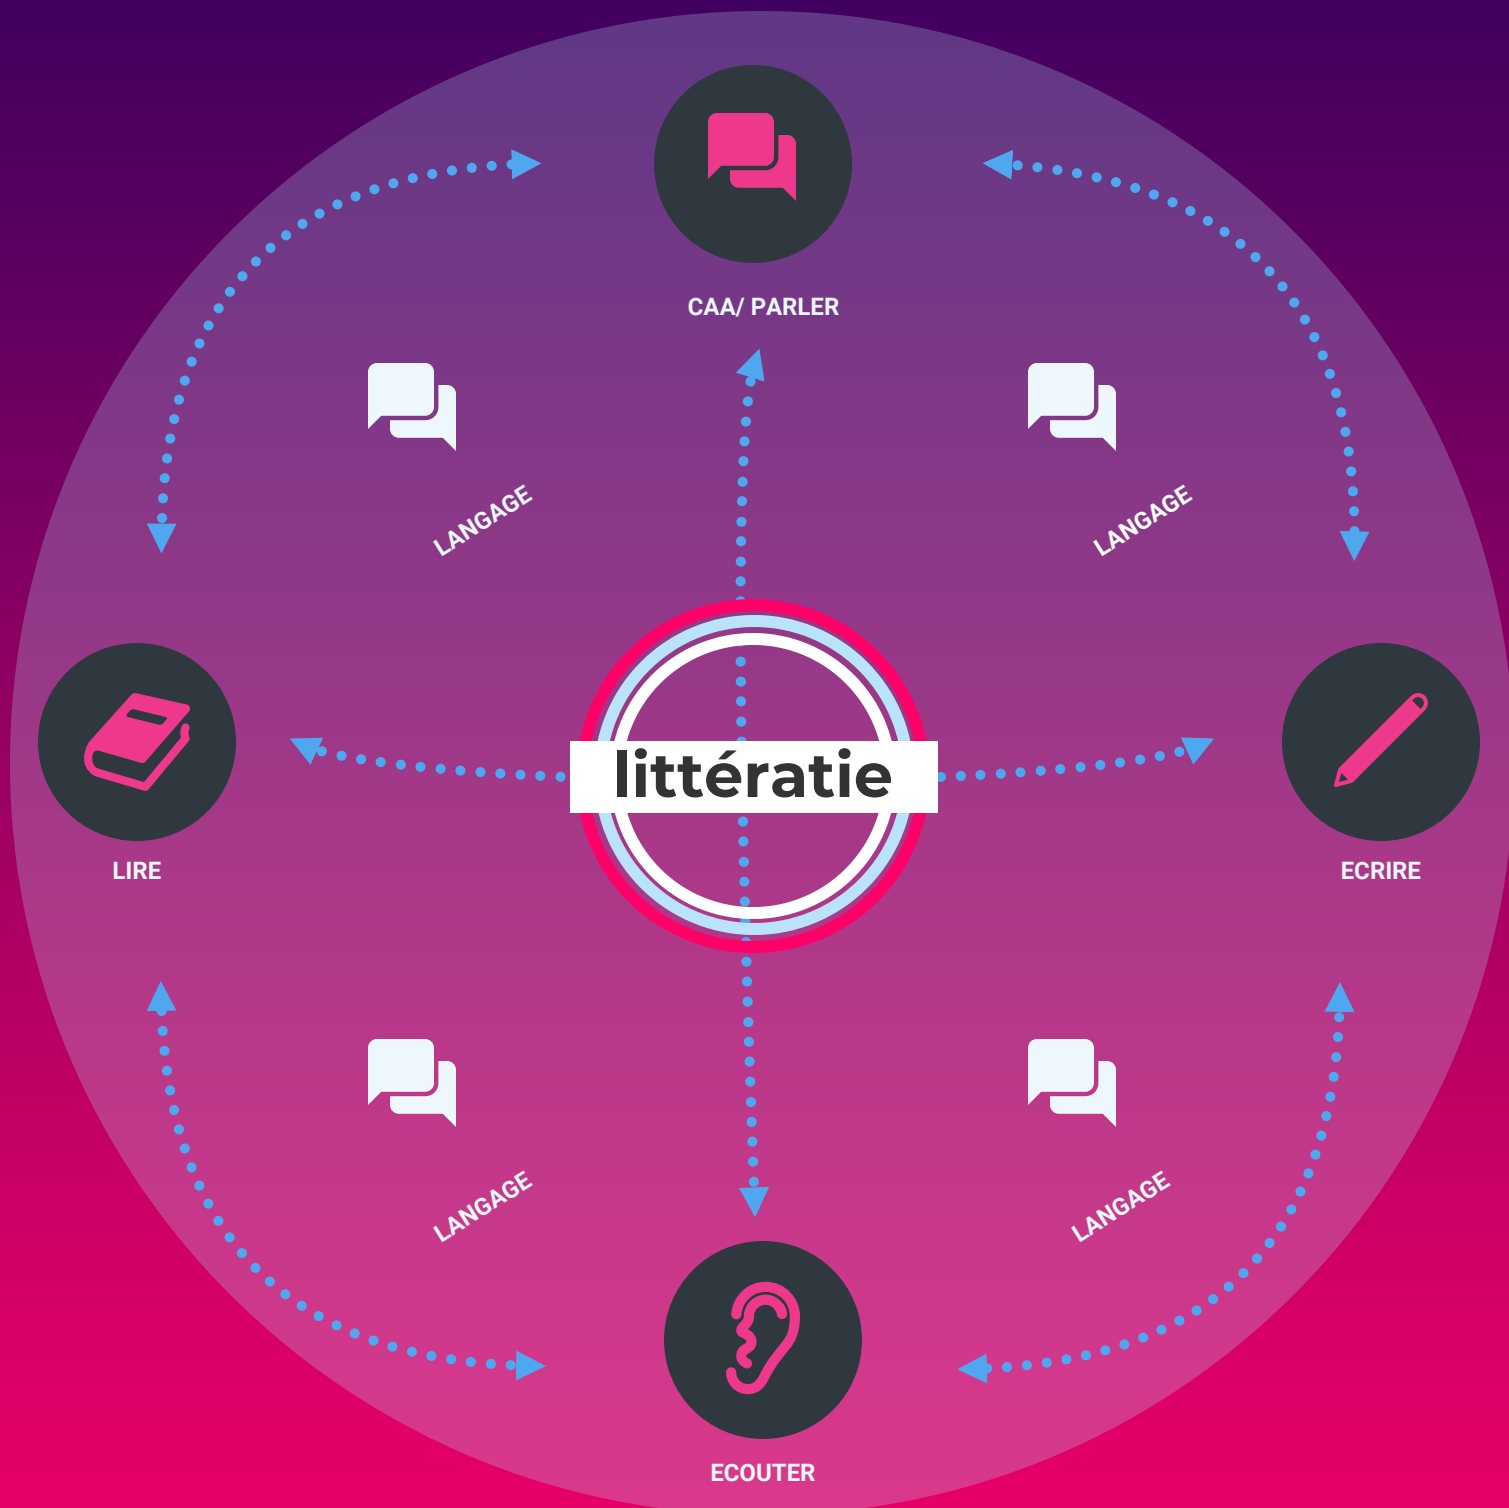 CAA/ PARLER
LANGAGE
LANGAGE
littératie
LIRE
ECRIRE
LANGAGE
LANGAGE
ECOUTER